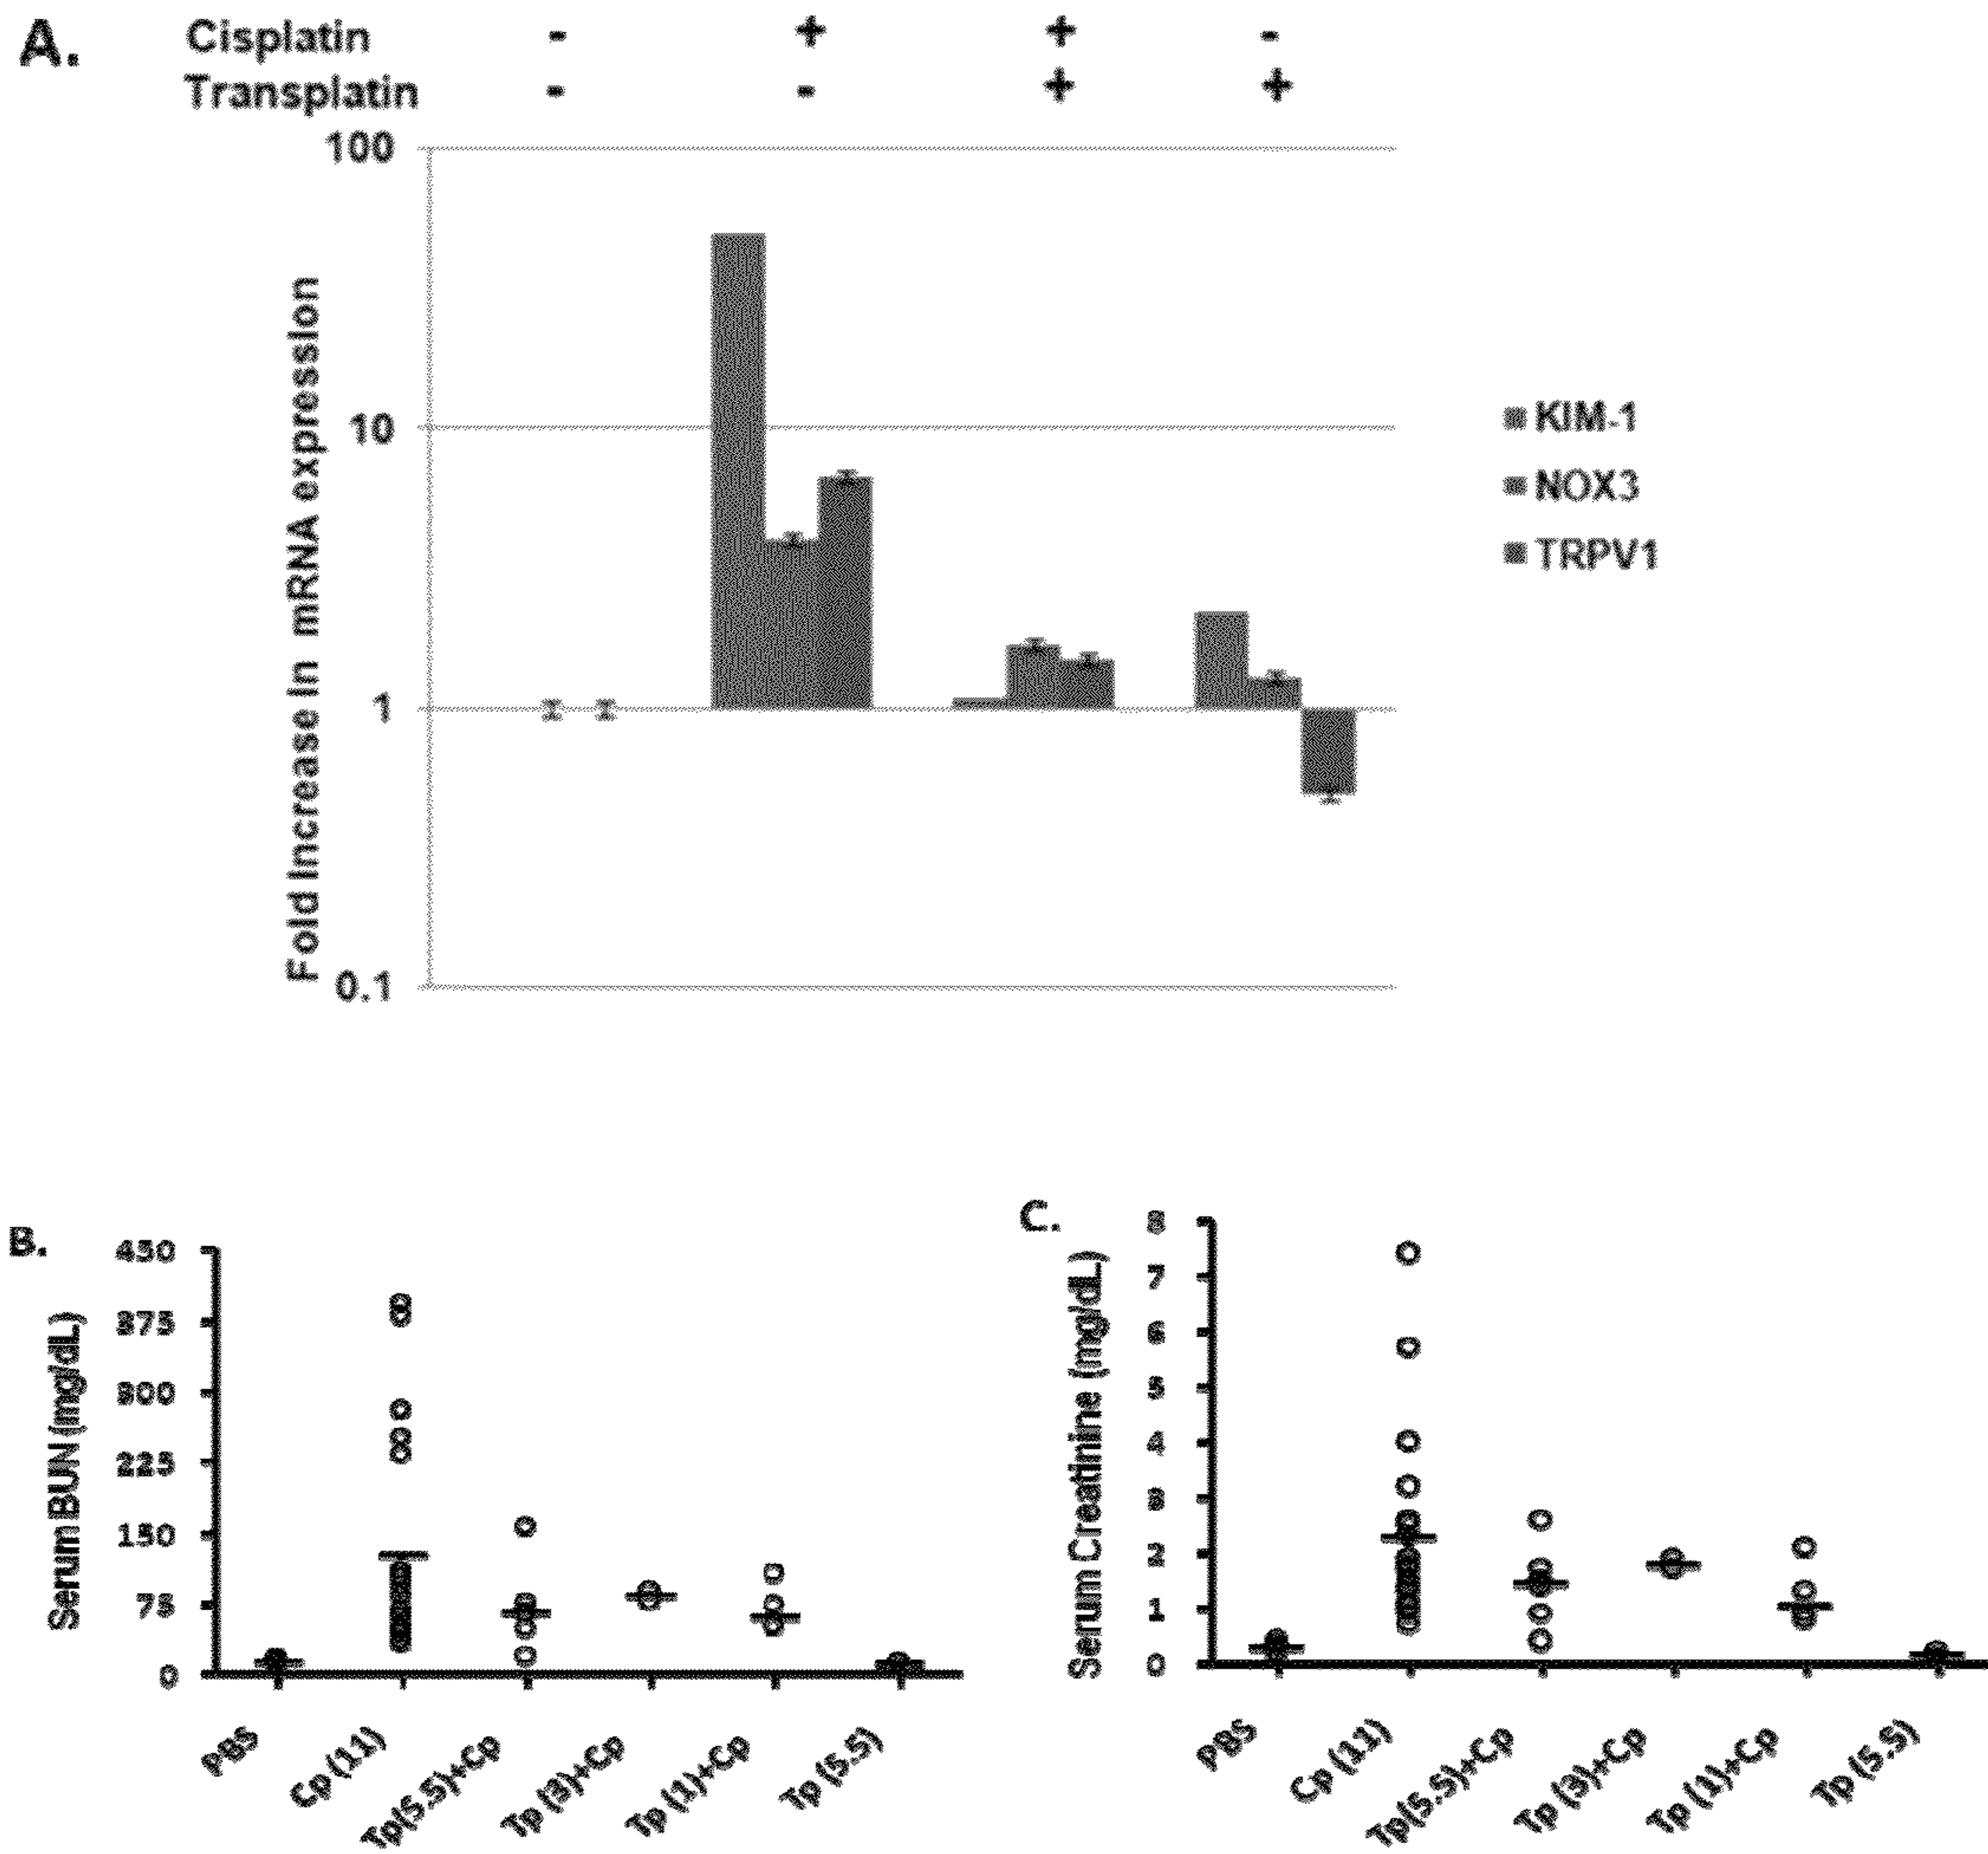 A.
Cisplatin - + + -
Transplatin - - + +
100
10
1
0.1
Fold Increase In mRNA expression
KIM-1
NOX3
TRPV1
B.
Serum BUN (mg/dL)
450
375
300
225
150
75
0
PBS
Cp (11)
Tp(5.5)+Cp
Tp (3)+Cp
Tp (1)+Cp
Tp (5.5)
C.
Serum Creatinine (mg/dL)
8
7
6
5
4
3
2
1
0
PBS
Cp (11)
Tp(5.5)+Cp
Tp (3)+Cp
Tp (1)+Cp
Tp (5.5)